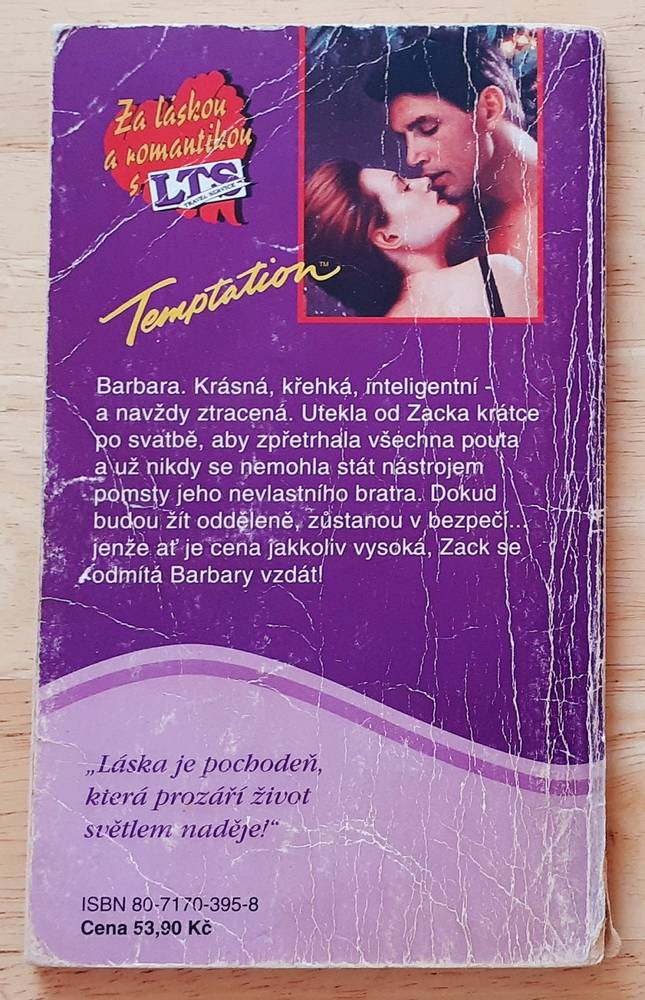 Za láskou
a romantikou
s
LTS
TRAVEL SERVICE
Temptation™
Barbara. Krásná, křehká, inteligentní -
a navždy ztracená. Utekla od Zacka krátce
po svatbě, aby zpřetrhala všechna pouta
a už nikdy se nemohla stát nástrojem
pomsty jeho nevlastního bratra. Dokud
budou žít odděleně, zůstanou v bezpečí...
jenže ať je cena jakkoliv vysoká, Zack se
odmítá Barbary vzdát!
„Láska je pochodeň,
která prozáří život
světlem naděje!“
ISBN 80-7170-395-8
Cena 53,90 Kč